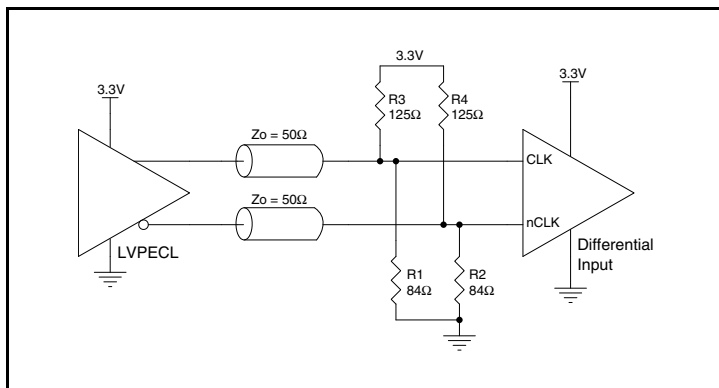 3.3V
3.3V
3.3V
R3
125Ω
R4
125Ω
Zo = 50Ω
CLK
Zo = 50Ω
nCLK
LVPECL
Differential
Input
R1
84Ω
R2
84Ω